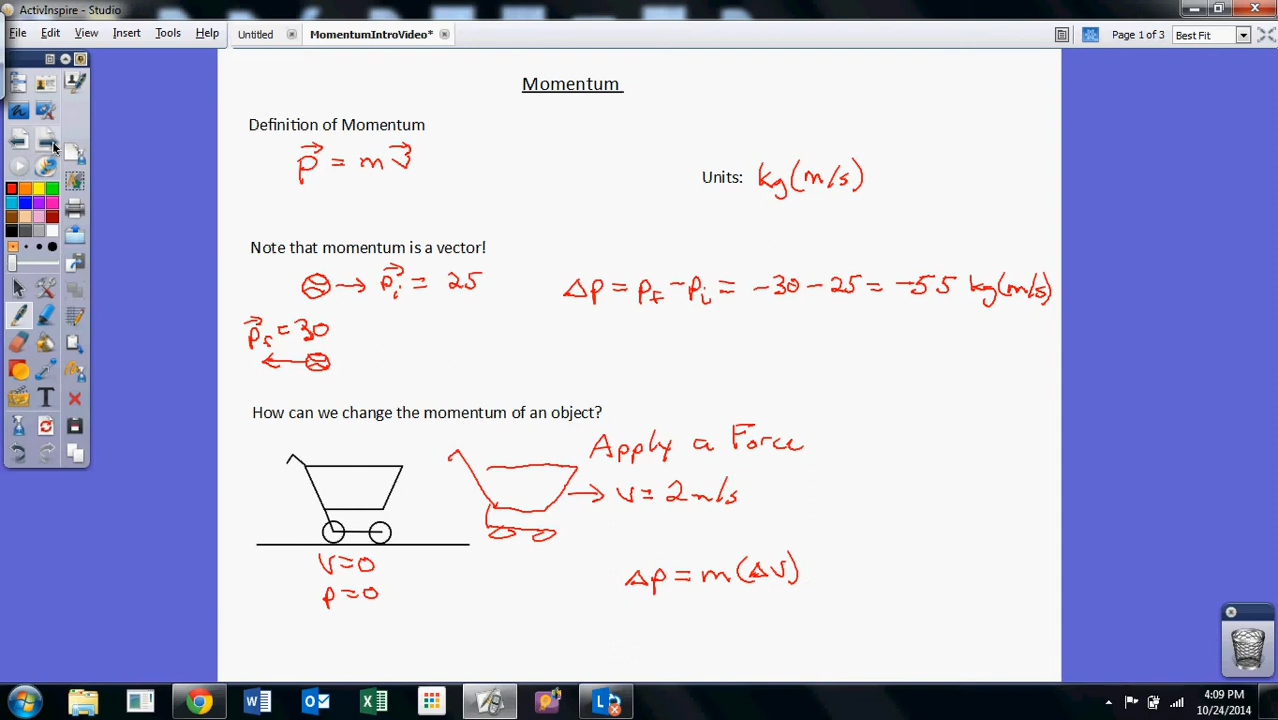 ActivInspire - Studio
File Edit View Insert Tools Help Untitled MomentumIntroVideo* Page 1 of 3 Best Fit
Momentum
Definition of Momentum
p = m v
Units: kg(m/s)
Note that momentum is a vector!
pi = 25
Δp = pf - pi = -30 - 25 = -55 kg(m/s)
pf = 30
How can we change the momentum of an object?
Apply a Force
v = 2 m/s
v=0
p=0
Δp = m(Δv)
4:09 PM
10/24/2014